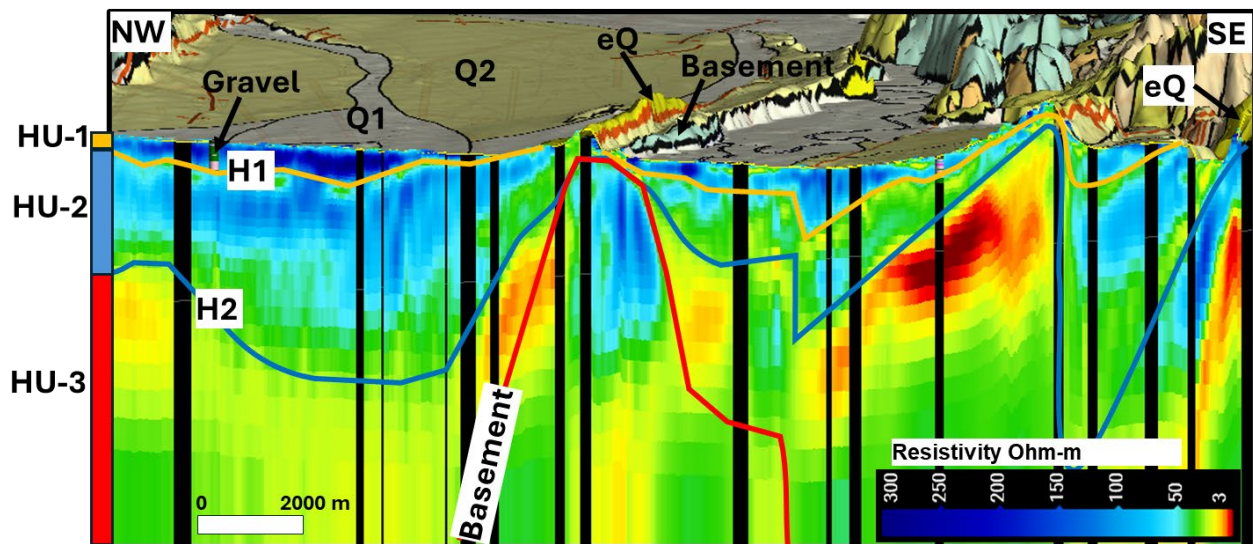 NW
SE
eQ
Q2
Basement
Gravel
eQ
Q1
HU-1
H1
HU-2
H2
HU-3
Basement
Resistivity Ohm-m
0 2000 m
300 250 200 150 100 50 3